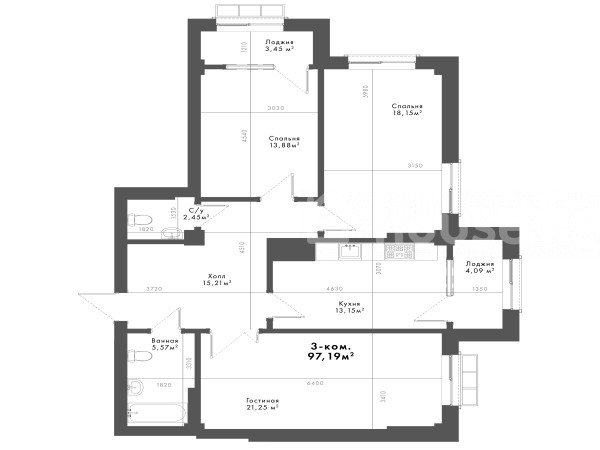 Лоджия
3,45 м²
1310
3030
4540
Спальня
13,88м²
5980
Спальня
18,15м²
3150
С/у
2,45м²
1520
1820
4510
Холл
15,21м²
3720
3070
4630
Кухня
13,15м²
Лоджия
4,09 м²
1350
house
Ванная
5,57м²
3310
1820
3-ком.
97,19м²
6400
Гостиная
21,25 м²
3410